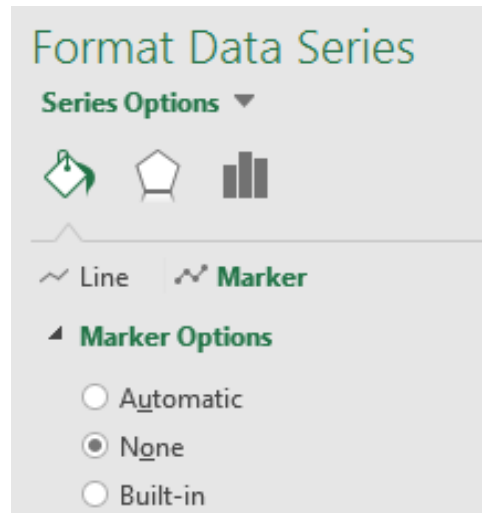 Format Data Series
Series Options
Line Marker
Marker Options
Automatic
None
Built-in